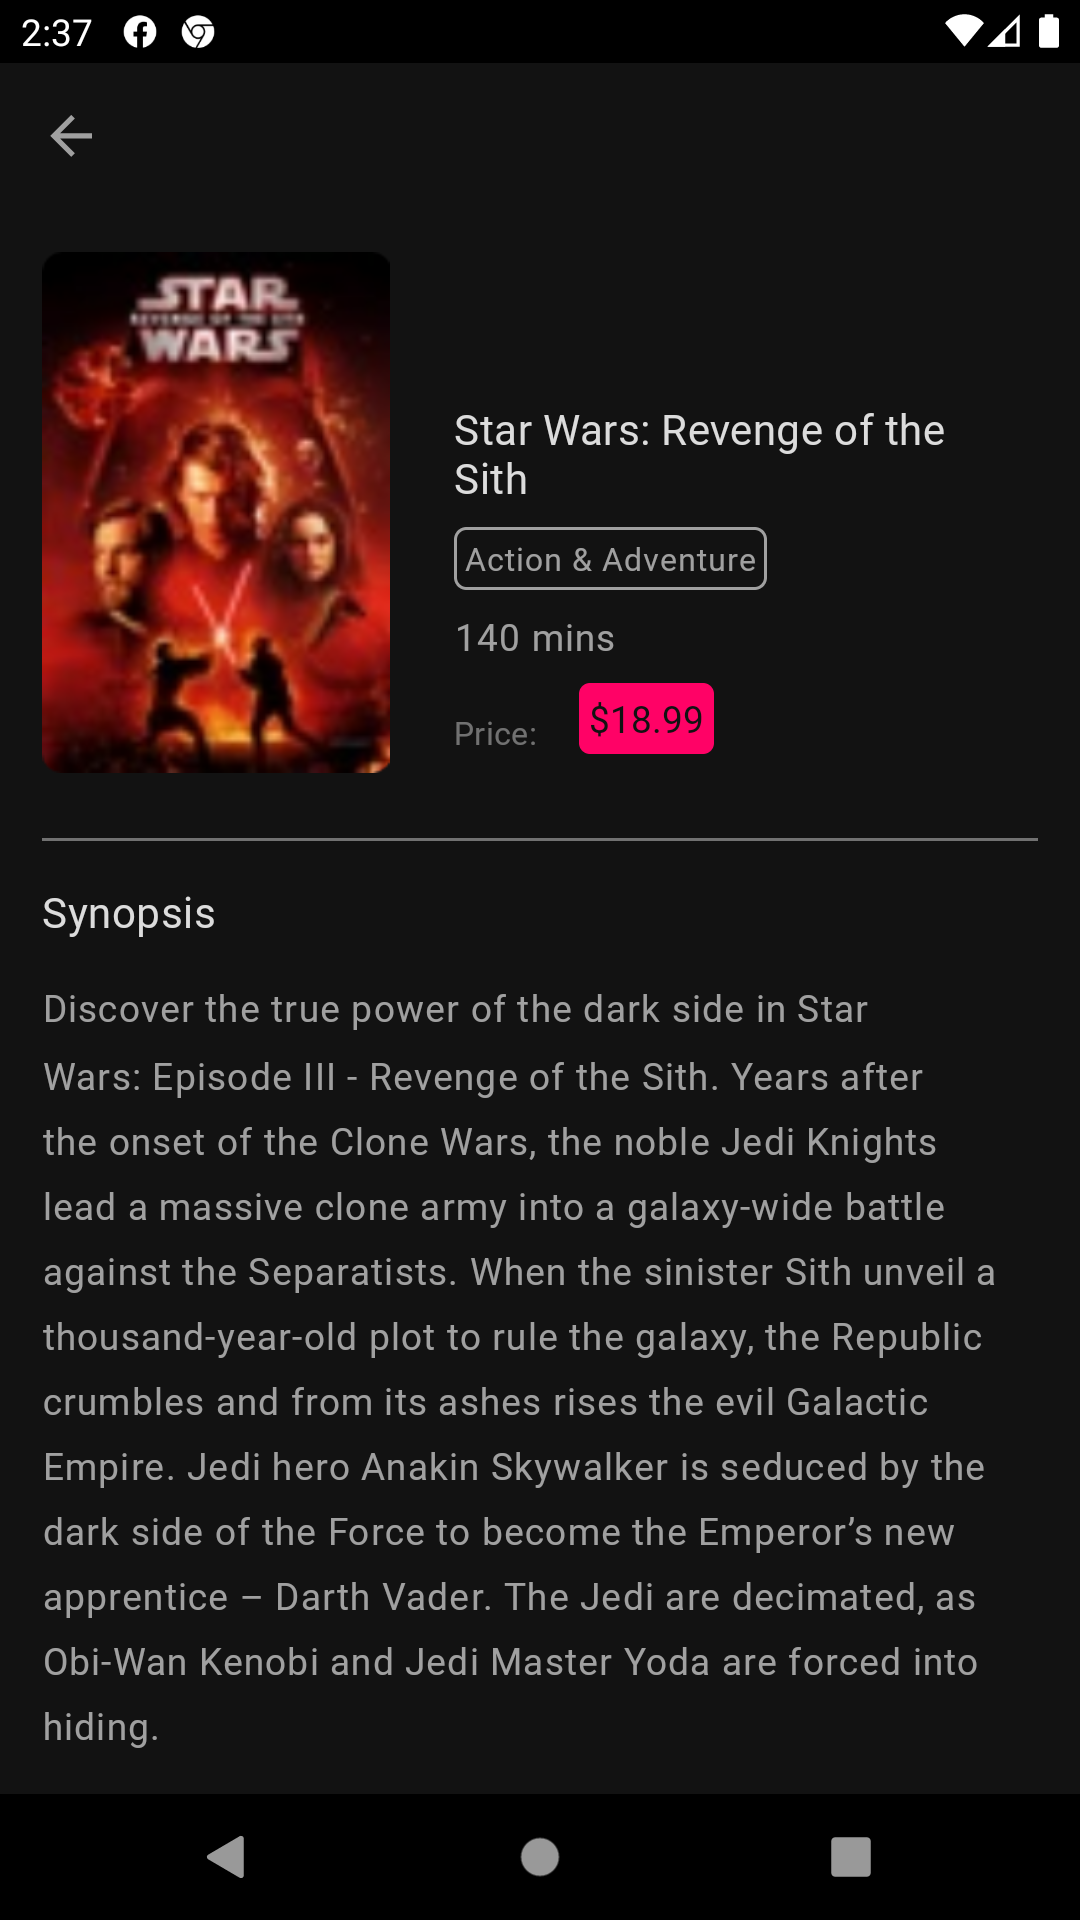 2:37
STAR
REVENGE OF THE SITH
WARS
Star Wars: Revenge of the
Sith
Action & Adventure
140 mins
Price:
$18.99
Synopsis
Discover the true power of the dark side in Star
Wars: Episode III - Revenge of the Sith. Years after
the onset of the Clone Wars, the noble Jedi Knights
lead a massive clone army into a galaxy-wide battle
against the Separatists. When the sinister Sith unveil a
thousand-year-old plot to rule the galaxy, the Republic
crumbles and from its ashes rises the evil Galactic
Empire. Jedi hero Anakin Skywalker is seduced by the
dark side of the Force to become the Emperor’s new
apprentice – Darth Vader. The Jedi are decimated, as
Obi-Wan Kenobi and Jedi Master Yoda are forced into
hiding.